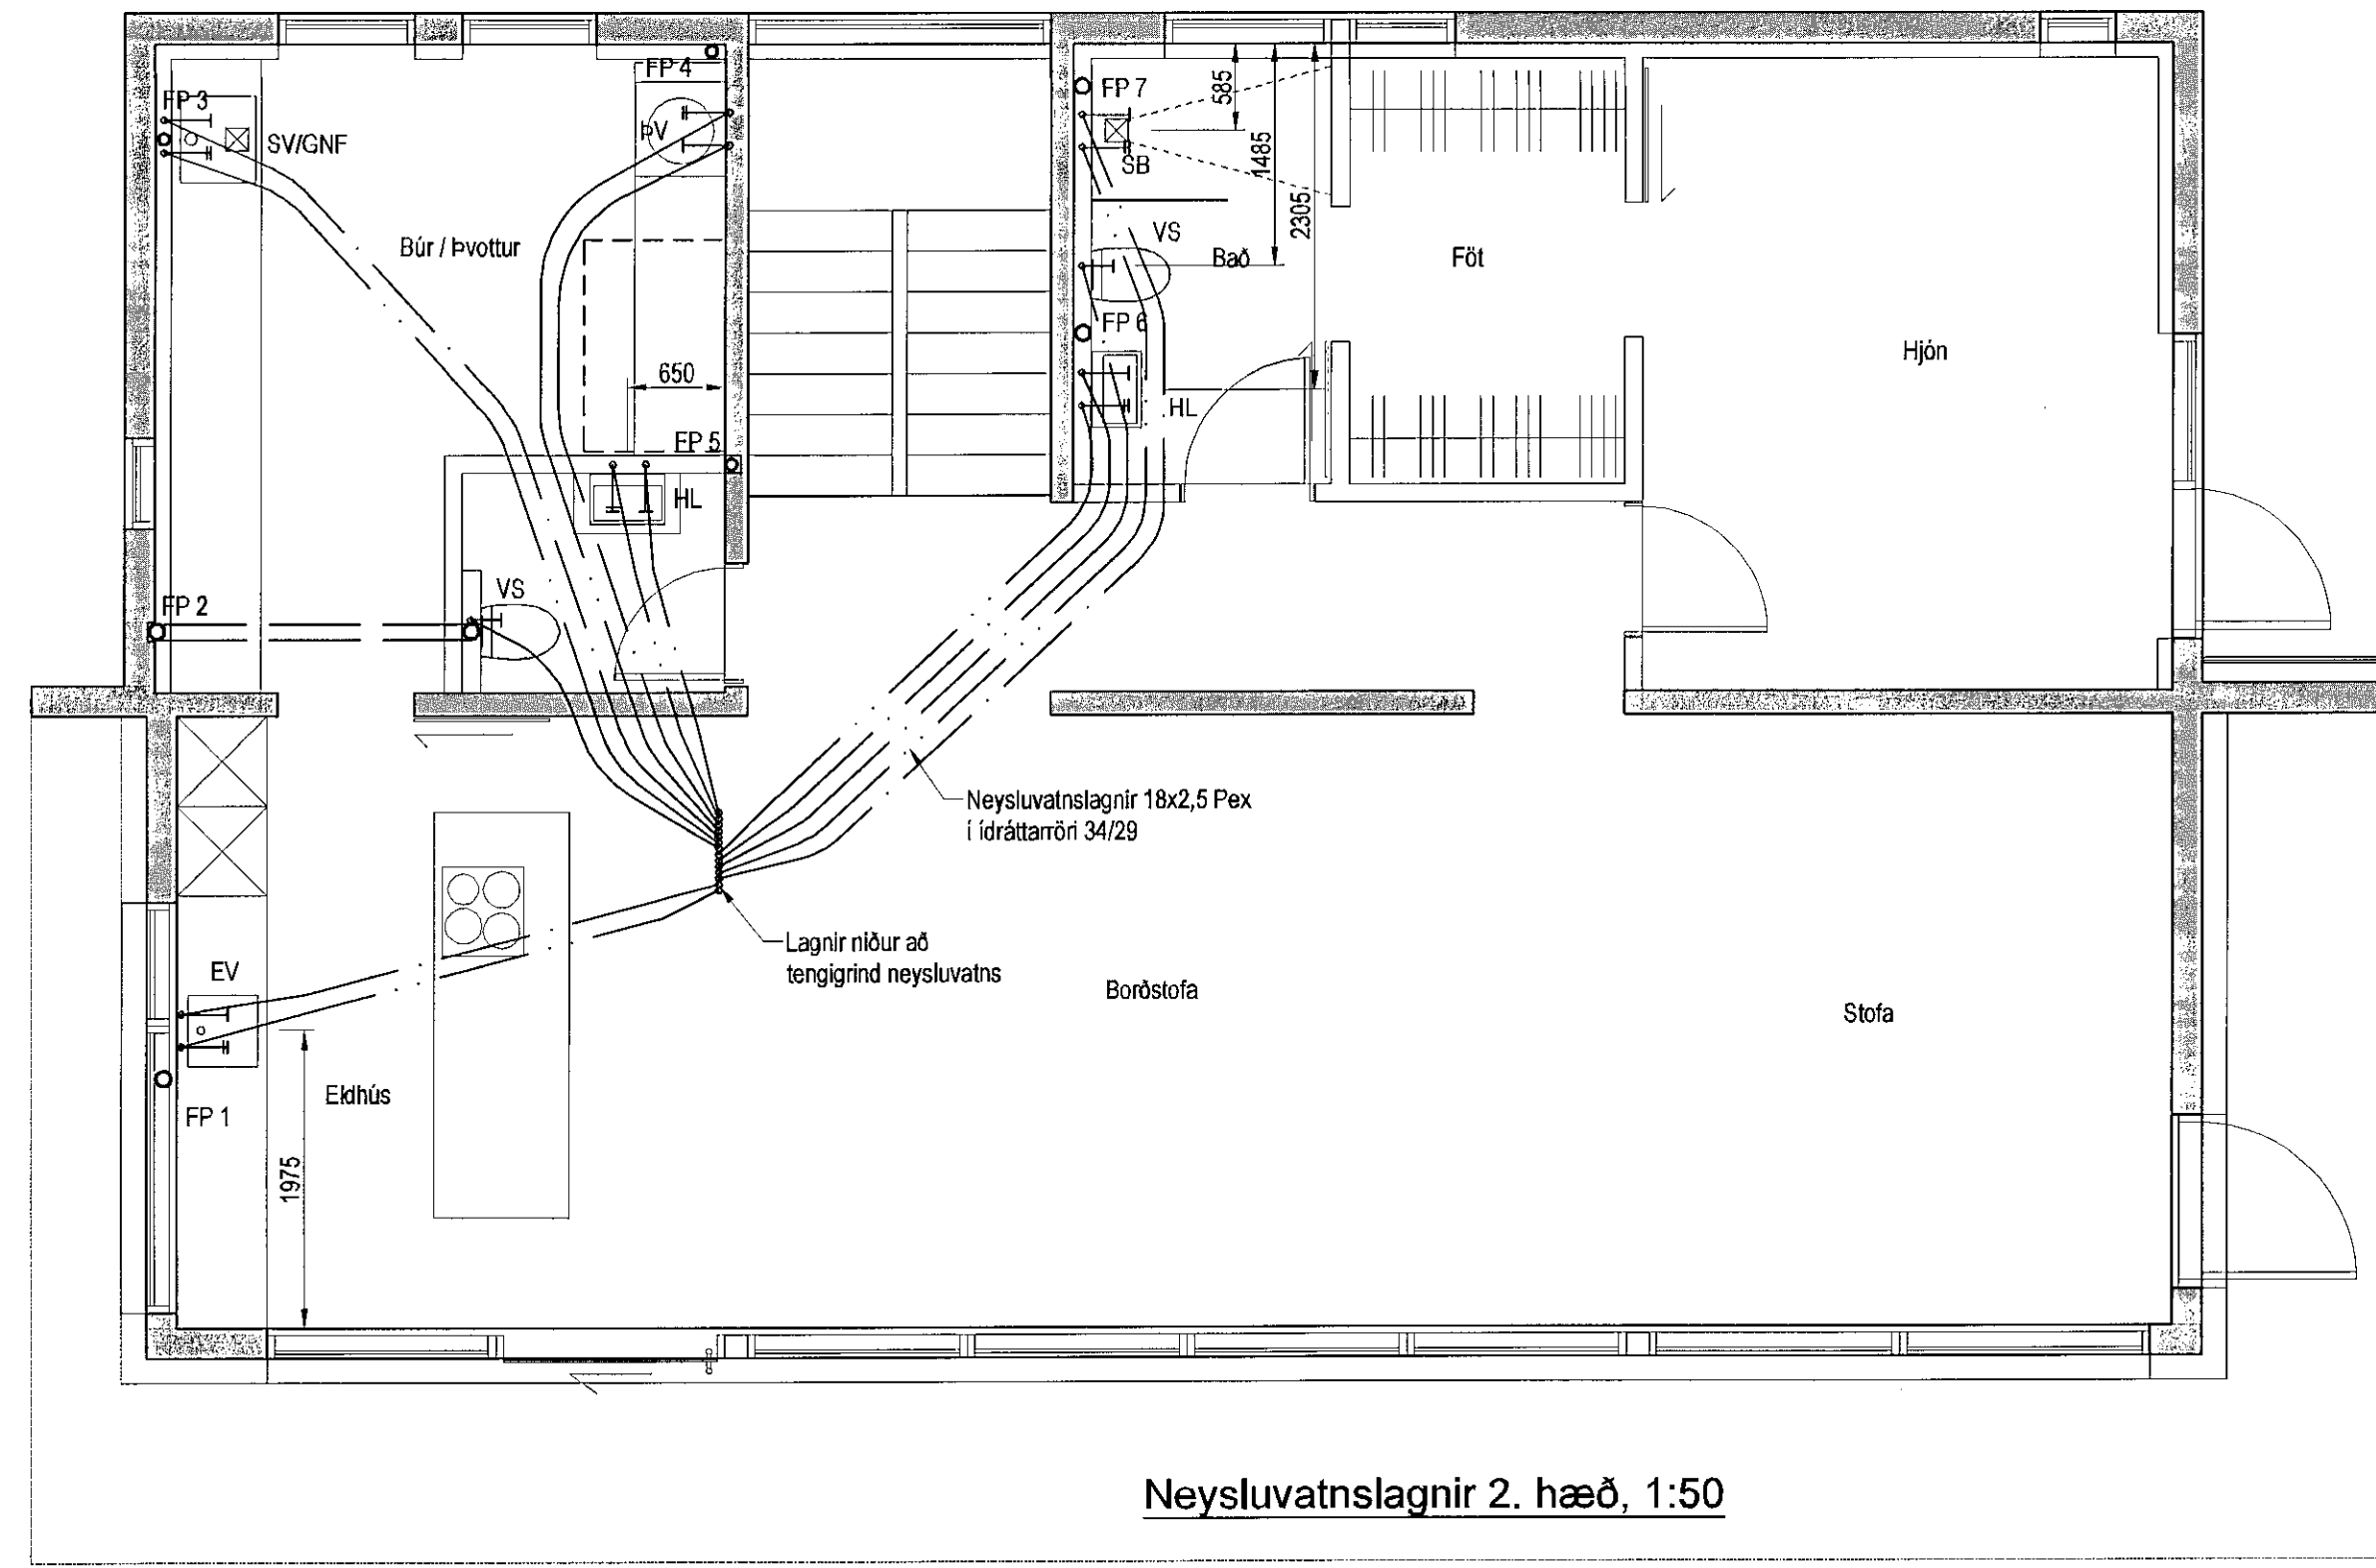 FP 4
FP 3
FP 7
585
ÞV
SV/GNF
1485
SB
2305
VS
Búr / Þvottur
Bað
Föt
FP 6
Hjón
650
HL
FP 5
HL
VS
FP 2
Neysluvatnslagnir 18x2,5 Pex
í ídráttarröri 34/29
Lagnir niður að
tengigrind neysluvatns
EV
Borðstofa
Stofa
Eldhús
FP 1
1975
Neysluvatnslagnir 2. hæð, 1:50